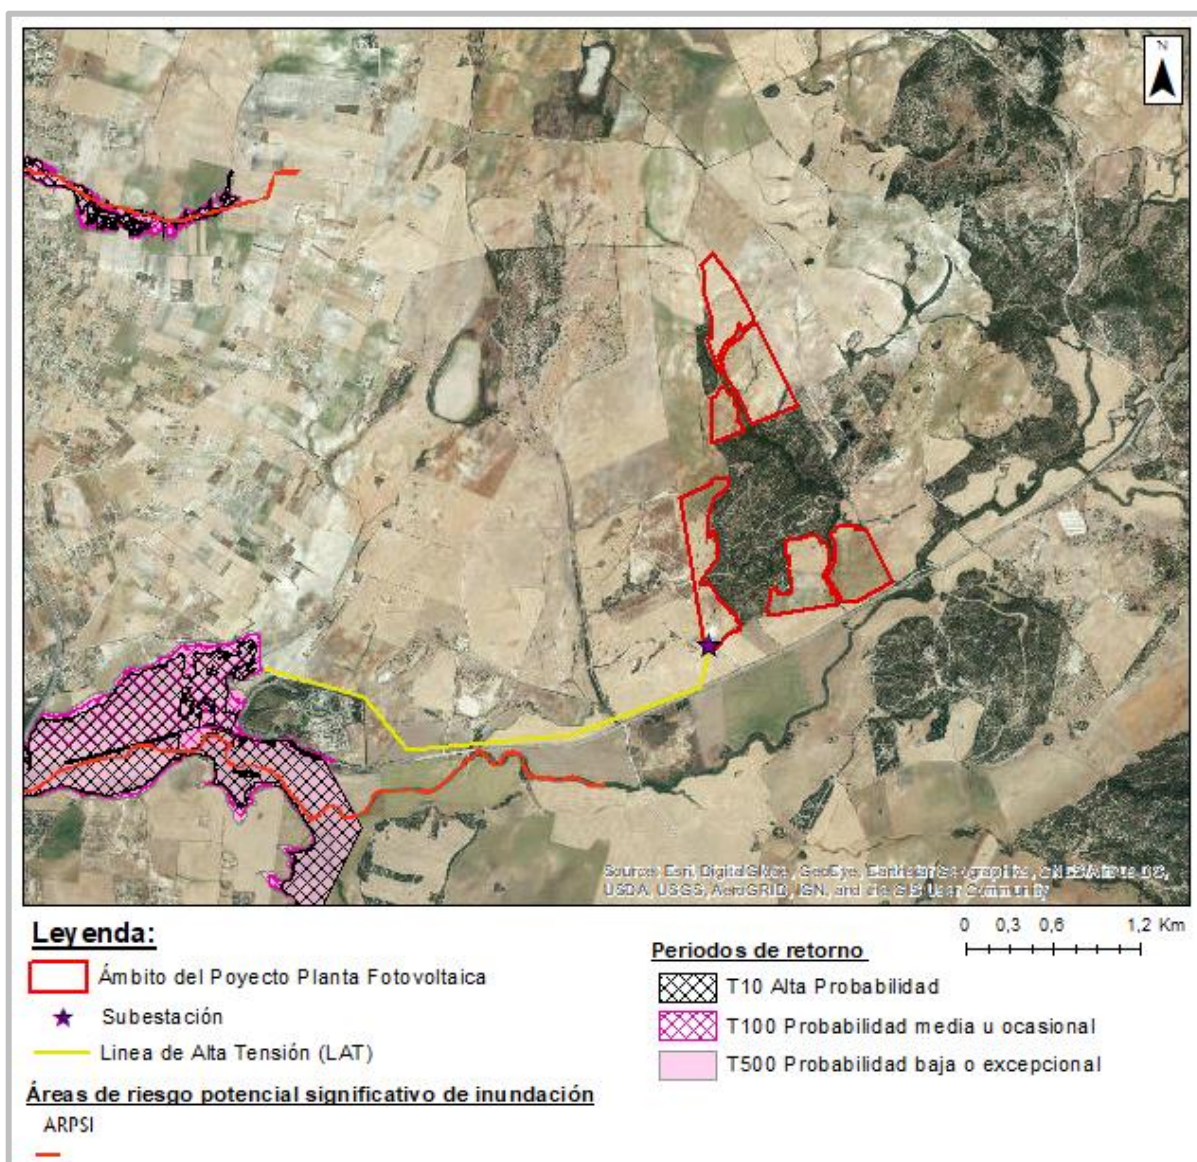 N
Source: Esri, DigitalGlobe, GeoEye, Earthstar Geographics, CNES/Airbus DS,
USDA, USGS, AeroGRID, IGN, and the GIS User Community
Leyenda:
Ámbito del Poyecto Planta Fotovoltaica
Subestación
Linea de Alta Tensión (LAT)
Áreas de riesgo potencial significativo de inundación
ARPSI
0 0,3 0,6 1,2 Km
Periodos de retorno
T10 Alta Probabilidad
T100 Probabilidad media u ocasional
T500 Probabilidad baja o excepcional